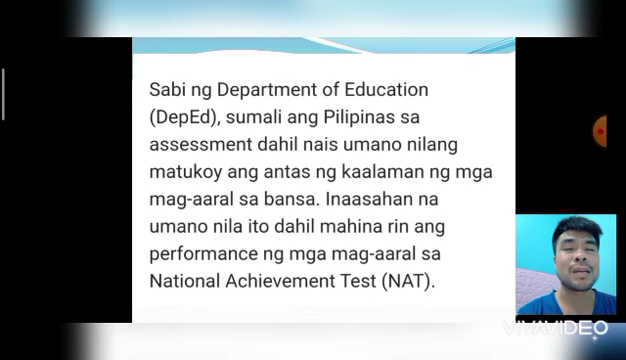 Sabi ng Department of Education
(DepEd), sumali ang Pilipinas sa
assessment dahil nais umano nilang
matukoy ang antas ng kaalaman ng mga
mag-aaral sa bansa. Inaasahan na
umano nila ito dahil mahina rin ang
performance ng mga mag-aaral sa
National Achievement Test (NAT).
VIVAVIDEO